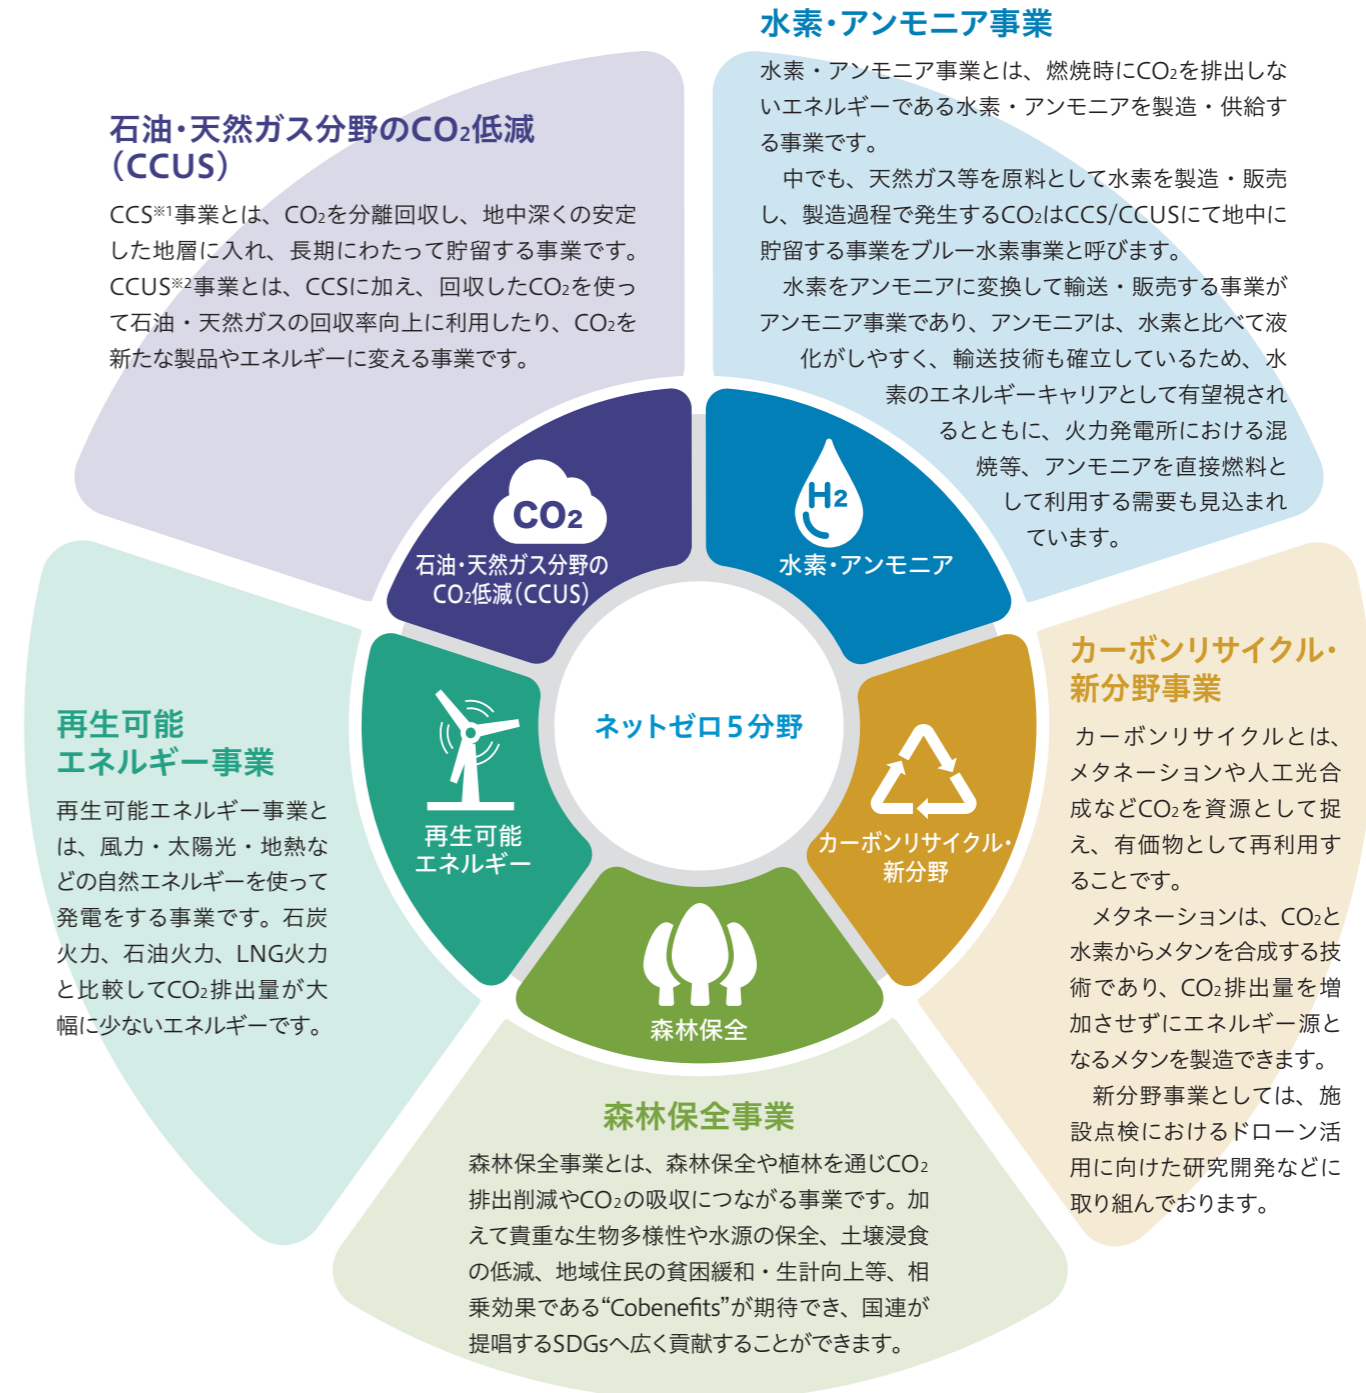 水素・アンモニア事業
水素・アンモニア事業とは、燃焼時にCO₂を排出しな
いエネルギーである水素・アンモニアを製造・供給す
る事業です。
　中でも、天然ガス等を原料として水素を製造・販売
し、製造過程で発生するCO₂はCCS/CCUSにて地中に
貯留する事業をブルー水素事業と呼びます。
　水素をアンモニアに変換して輸送・販売する事業が
アンモニア事業であり、アンモニアは、水素と比べて液
化がしやすく、輸送技術も確立しているため、水
素のエネルギーキャリアとして有望視され
るとともに、火力発電所における混
焼等、アンモニアを直接燃料と
して利用する需要も見込まれ
ています。
石油・天然ガス分野のCO₂低減
（CCUS）
CCS※1事業とは、CO₂を分離回収し、地中深くの安定
した地層に入れ、長期にわたって貯留する事業です。
CCUS※2事業とは、CCSに加え、回収したCO₂を使っ
て石油・天然ガスの回収率向上に利用したり、CO₂を
新たな製品やエネルギーに変える事業です。
CO₂
石油・天然ガス分野の
CO₂低減（CCUS）
H₂
水素・アンモニア
ネットゼロ5分野
再生可能
エネルギー
カーボンリサイクル・
新分野
森林保全
再生可能
エネルギー事業
再生可能エネルギー事業と
は、風力・太陽光・地熱な
どの自然エネルギーを使って
発電をする事業です。石炭
火力、石油火力、LNG火力
と比較してCO₂排出量が大
幅に少ないエネルギーです。
カーボンリサイクル・
新分野事業
カーボンリサイクルとは、
メタネーションや人工光合
成などCO₂を資源として捉
え、有価物として再利用す
ることです。
　メタネーションは、CO₂と
水素からメタンを合成する技
術であり、CO₂排出量を増
加させずにエネルギー源と
なるメタンを製造できます。
　新分野事業としては、施
設点検におけるドローン活
用に向けた研究開発などに
取り組んでおります。
森林保全事業
森林保全事業とは、森林保全や植林を通じCO₂
排出削減やCO₂の吸収につながる事業です。加
えて貴重な生物多様性や水源の保全、土壌浸食
の低減、地域住民の貧困緩和・生計向上等、相
乗効果である“Cobenefits”が期待でき、国連が
提唱するSDGsへ広く貢献することができます。